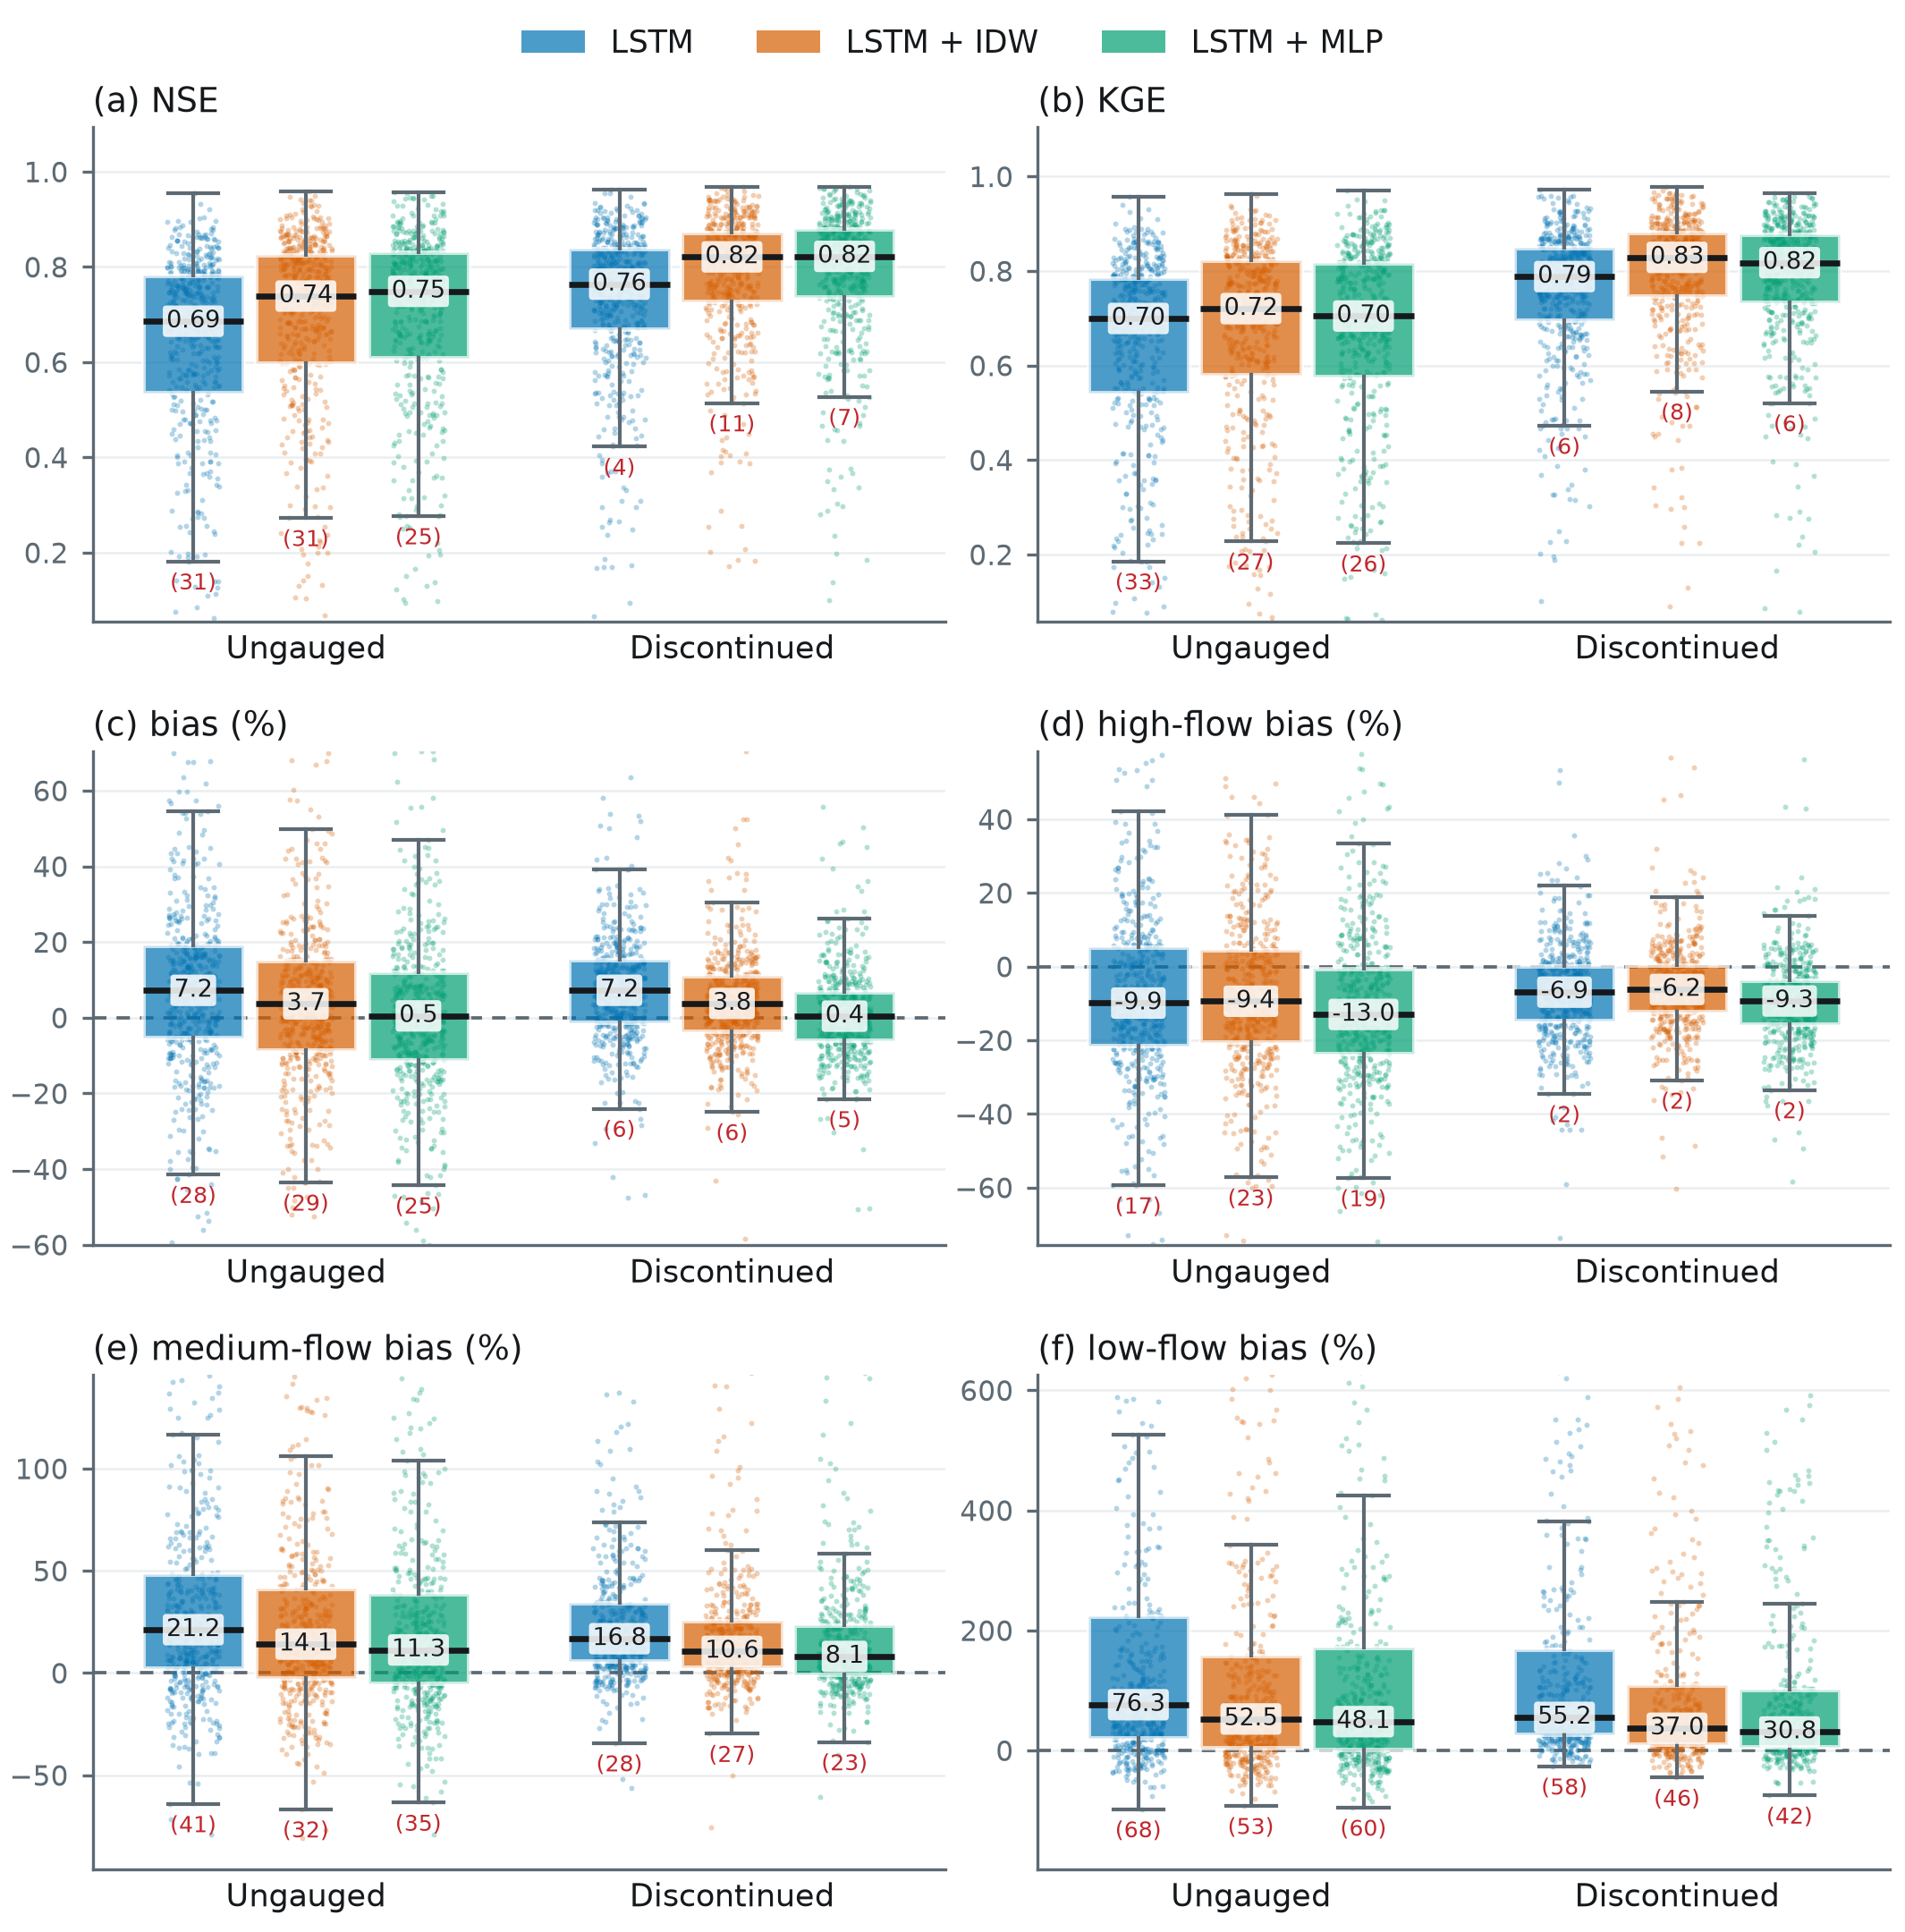 LSTM LSTM + IDW LSTM + MLP
(a) NSE
1.0
0.8
0.6
0.4
0.2
0.69 0.74 0.75 0.76 0.82 0.82
(31) (31) (25) (4) (11) (7)
Ungauged Discontinued
(b) KGE
1.0
0.8
0.6
0.4
0.2
0.70 0.72 0.70 0.79 0.83 0.82
(33) (27) (26) (6) (8) (6)
Ungauged Discontinued
(c) bias (%)
60
40
20
0
−20
−40
−60
7.2 3.7 0.5 7.2 3.8 0.4
(28) (29) (25) (6) (6) (5)
Ungauged Discontinued
(d) high-flow bias (%)
40
20
0
−20
−40
−60
-9.9 -9.4 -13.0 -6.9 -6.2 -9.3
(17) (23) (19) (2) (2) (2)
Ungauged Discontinued
(e) medium-flow bias (%)
100
50
0
−50
21.2 14.1 11.3 16.8 10.6 8.1
(41) (32) (35) (28) (27) (23)
Ungauged Discontinued
(f) low-flow bias (%)
600
400
200
0
76.3 52.5 48.1 55.2 37.0 30.8
(68) (53) (60) (58) (46) (42)
Ungauged Discontinued